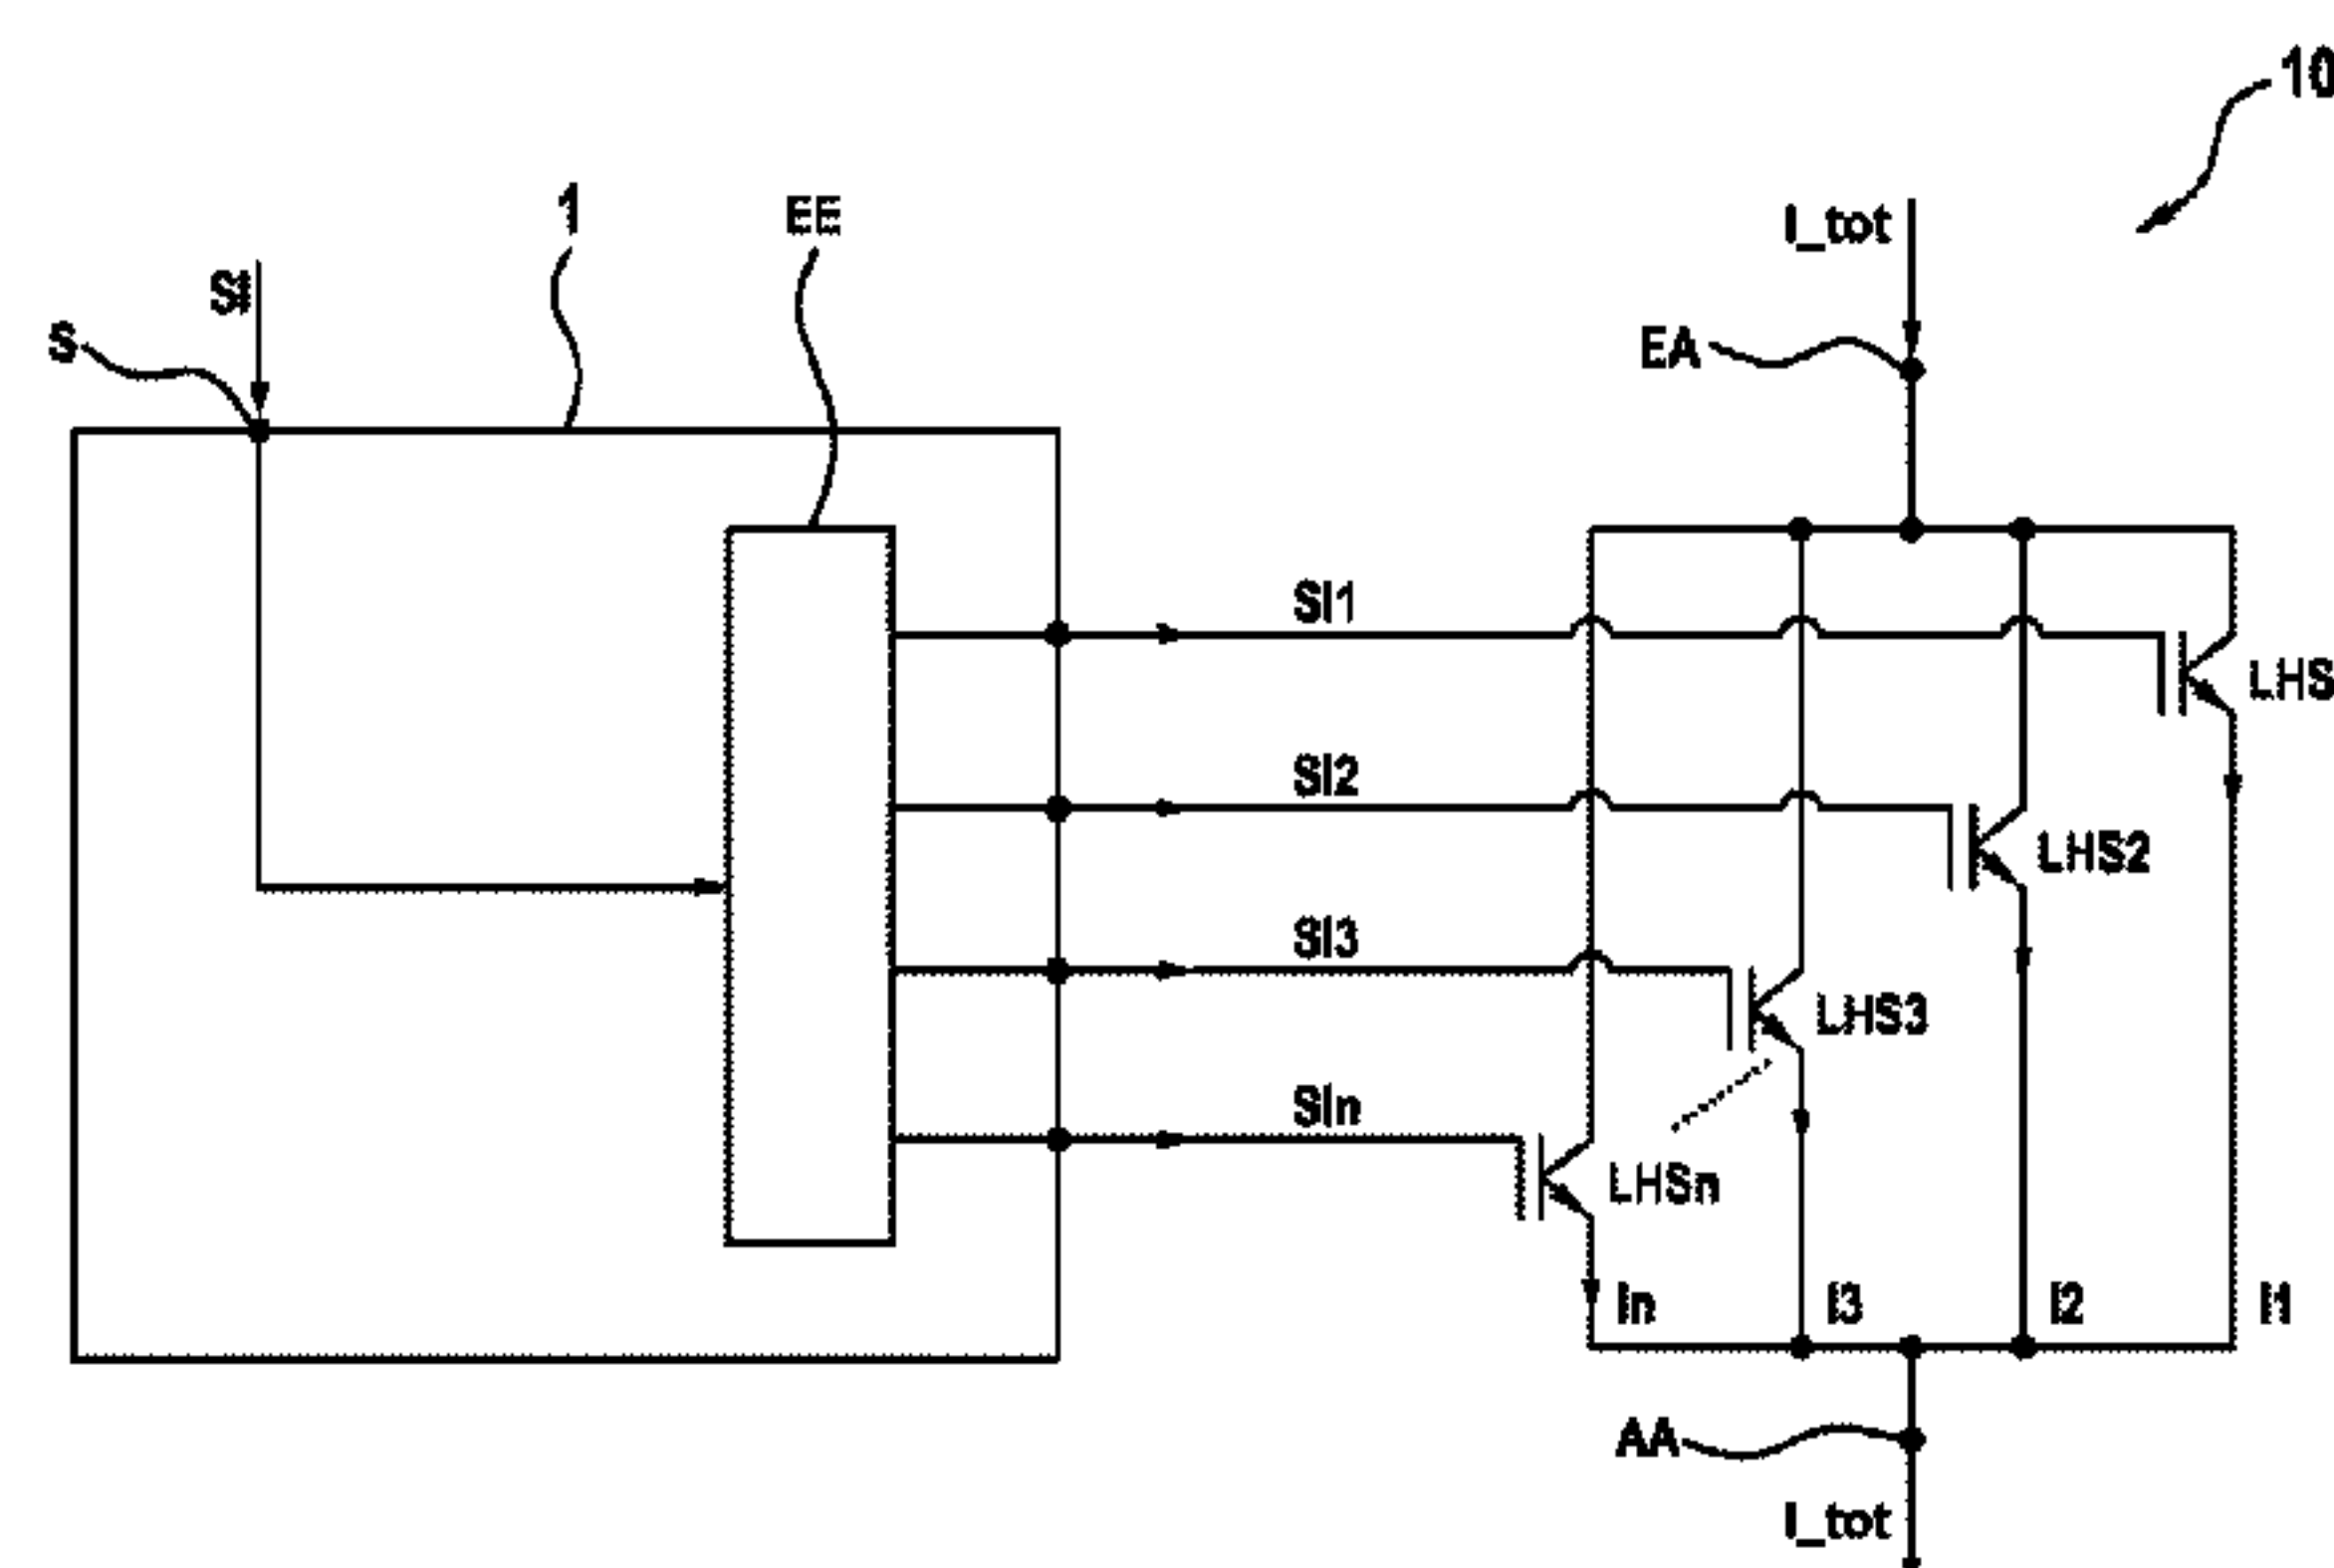 10
1
EE
I_tot
SI
S
EA
SI1
LHS
SI2
LHS2
SI3
LHS3
SIn
LHSn
In
I3
I2
I1
AA
I_tot